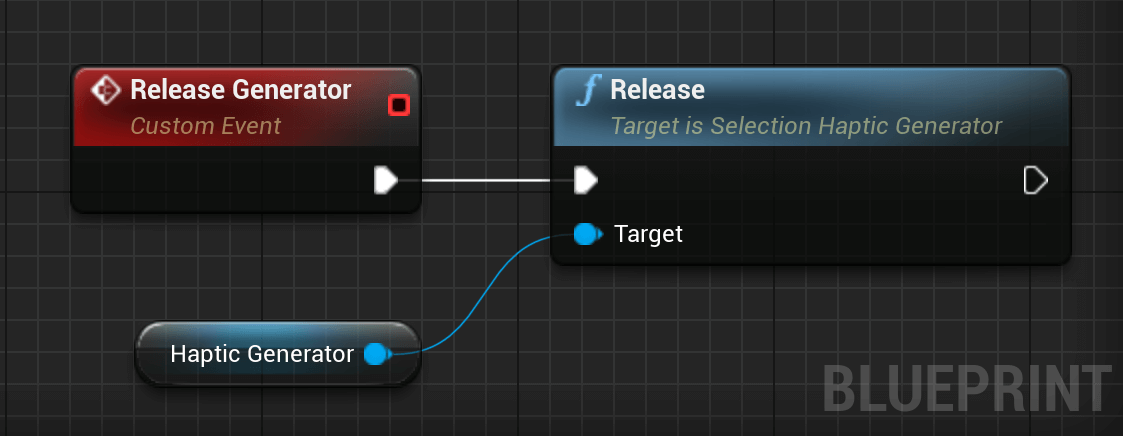 Release Generator
Custom Event
Release
Target is Selection Haptic Generator
Target
Haptic Generator
BLUEPRINT